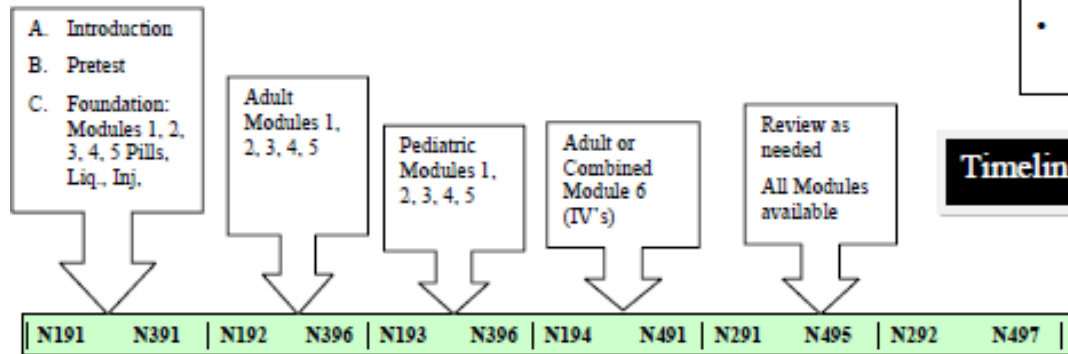 A. Introduction
B. Pretest
C. Foundation:
Modules 1, 2,
3, 4, 5 Pills,
Liq., Inj,
Adult
Modules 1,
2, 3, 4, 5
Pediatric
Modules 1,
2, 3, 4, 5
Adult or
Combined
Module 6
(IV's)
Review as
needed
All Modules
available
•
Timelin
| N191 N391 | N192 N396 | N193 N396 | N194 N491 | N291 N495 | N292 N497 |